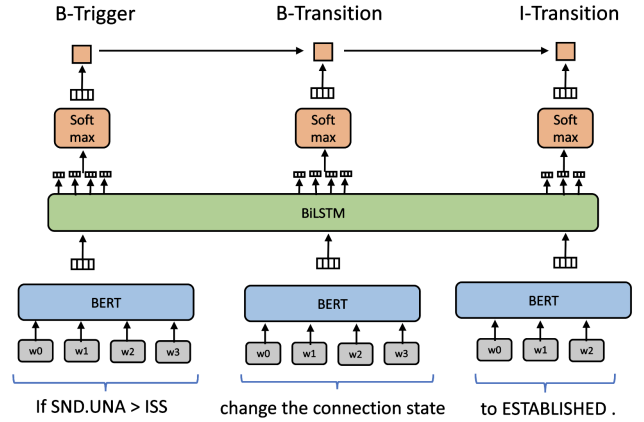 B-Trigger B-Transition I-Transition
Soft max Soft max Soft max
BiLSTM
BERT BERT BERT
w0 w1 w2 w3 w0 w1 w2 w3 w0 w1 w2
If SND.UNA > ISS change the connection state to ESTABLISHED .